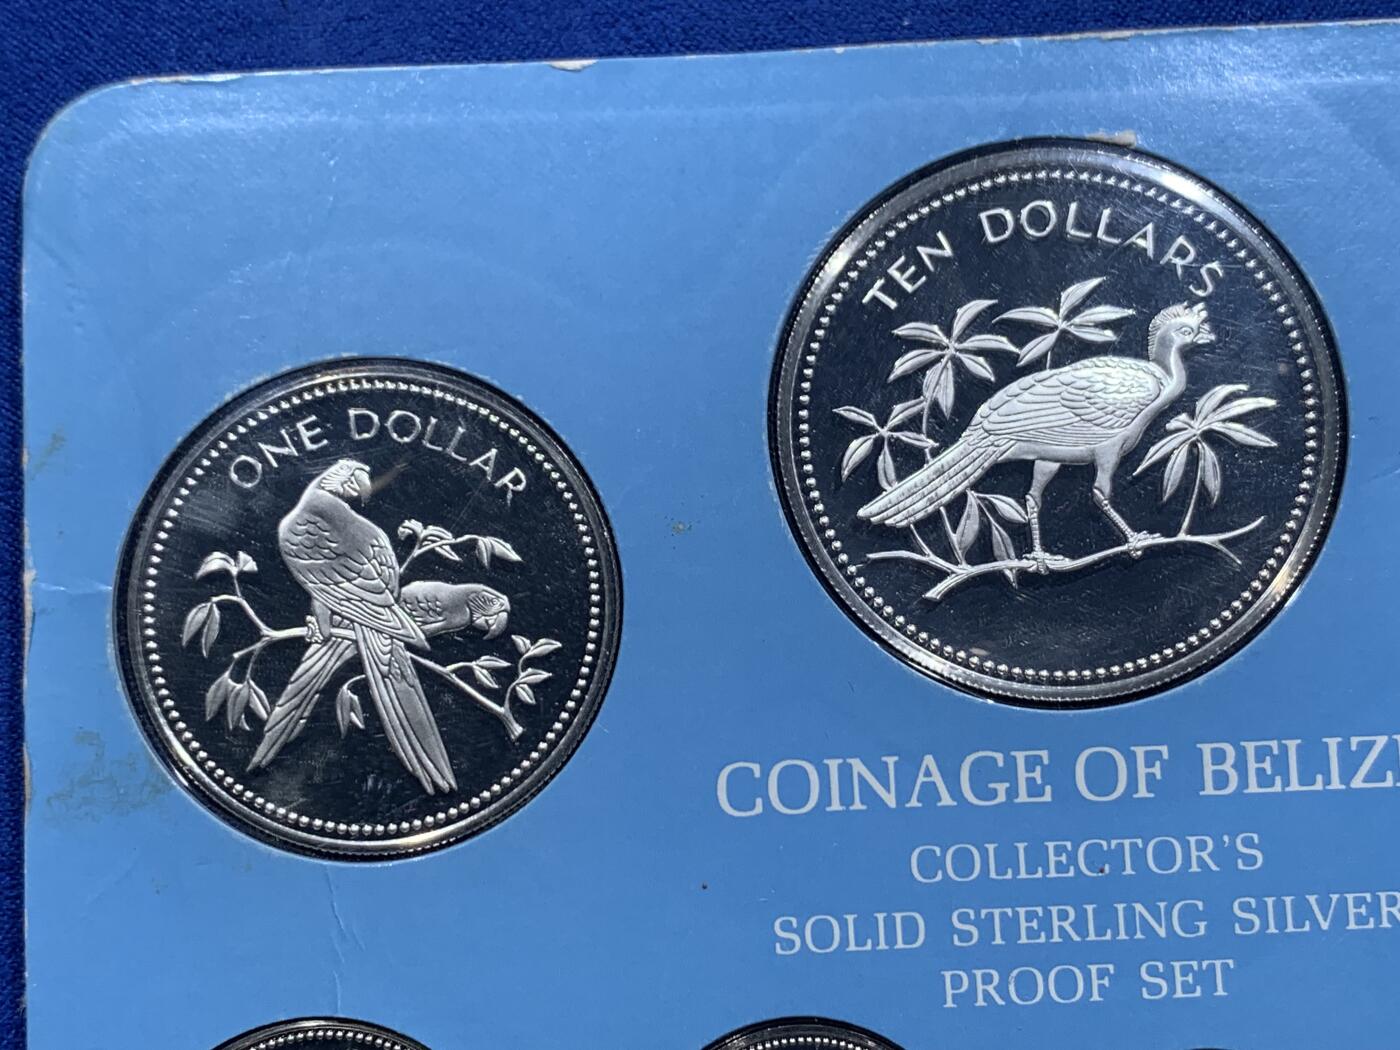 ONE DOLLAR
TEN DOLLARS
COINAGE OF BELIZ
COLLECTOR'S
SOLID STERLING SILVER
PROOF SET